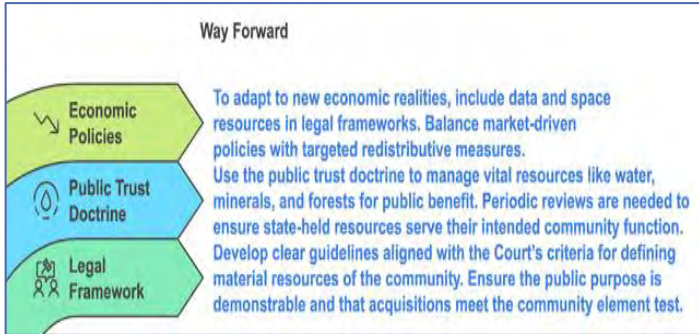 Way Forward
Economic
Policies
To adapt to new economic realities, include data and space
resources in legal frameworks. Balance market-driven
policies with targeted redistributive measures.
Public Trust
Doctrine
Use the public trust doctrine to manage vital resources like water,
minerals, and forests for public benefit. Periodic reviews are needed to
ensure state-held resources serve their intended community function.
Legal
Framework
Develop clear guidelines aligned with the Court's criteria for defining
material resources of the community. Ensure the public purpose is
demonstrable and that acquisitions meet the community element test.